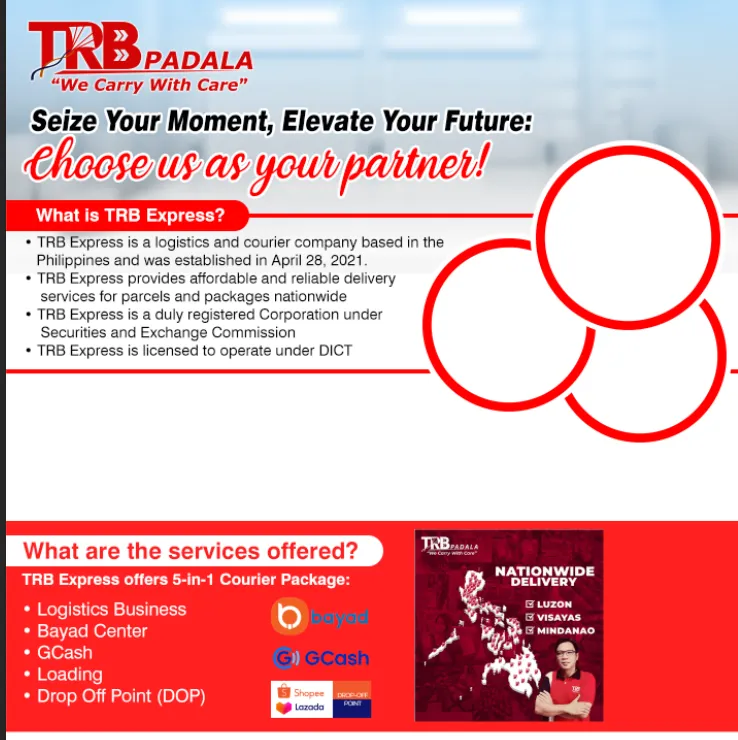 TRB PADALA
“We Carry With Care”
Seize Your Moment, Elevate Your Future:
Choose us as your partner!
What is TRB Express?
• TRB Express is a logistics and courier company based in the
Philippines and was established in April 28, 2021.
• TRB Express provides affordable and reliable delivery
services for parcels and packages nationwide
• TRB Express is a duly registered Corporation under
Securities and Exchange Commission
• TRB Express is licensed to operate under DICT
What are the services offered?
TRB Express offers 5-in-1 Courier Package:
• Logistics Business
• Bayad Center
• GCash
• Loading
• Drop Off Point (DOP)
bayad
GCash
Shopee
Lazada
DROP-OFF
POINT
TRB PADALA
"We Carry With Care"
NATIONWIDE
DELIVERY
LUZON
VISAYAS
MINDANAO